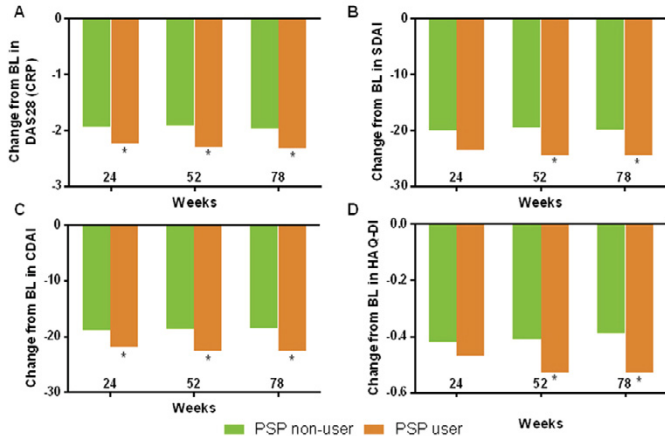 A
Change from BL in
DAS28 (CRP)
0
-1
-2
-3
*
*
*
24
52
78
Weeks
B
Change from BL in SDAI
0
-10
-20
-30
*
*
24
52
78
Weeks
C
Change from BL in CDAI
0
-10
-20
-30
*
*
*
24
52
78
Weeks
D
Change from BL in HAQ-DI
0.0
-0.2
-0.4
-0.6
24
52
*
78
*
Weeks
PSP non-user
PSP user